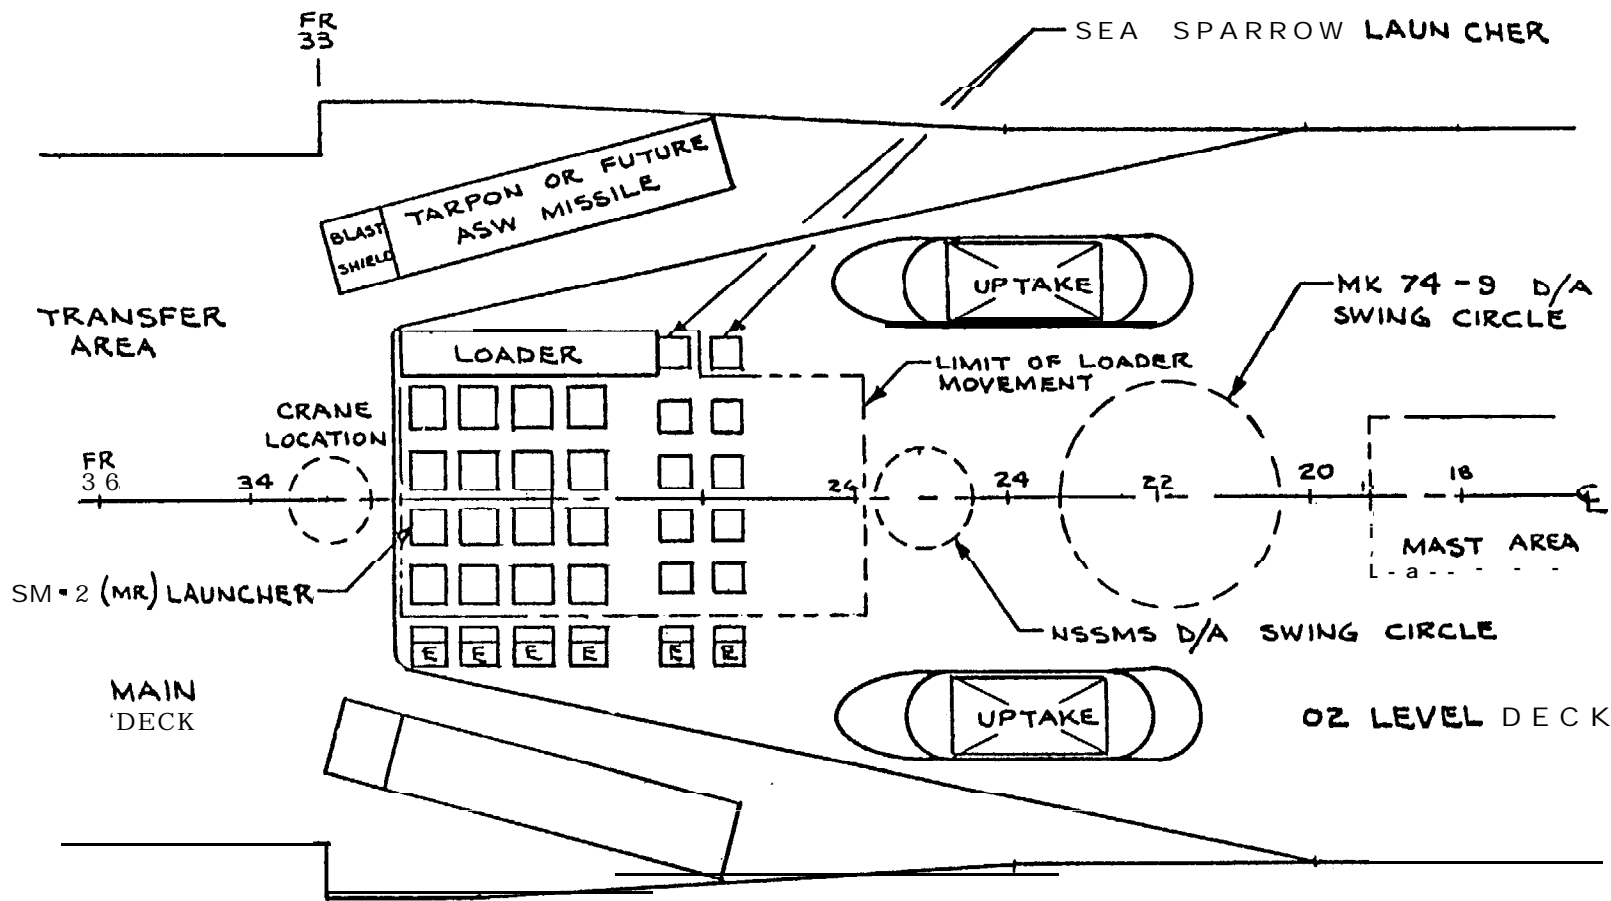 FR
33
SEA SPARROW LAUN CHER
TARPON OR FUTURE
ASW MISSILE
BLAST
SHIELD
UPTAKE
MK 74-9 D/A
SWING CIRCLE
TRANSFER
AREA
LOADER
LIMIT OF LOADER
MOVEMENT
CRANE
LOCATION
FR
36
34
24
22
20
18
MAST AREA
SM-2 (MR) LAUNCHER
NSSMS D/A SWING CIRCLE
E E E E E E
MAIN
'DECK
UPTAKE
02 LEVEL DECK